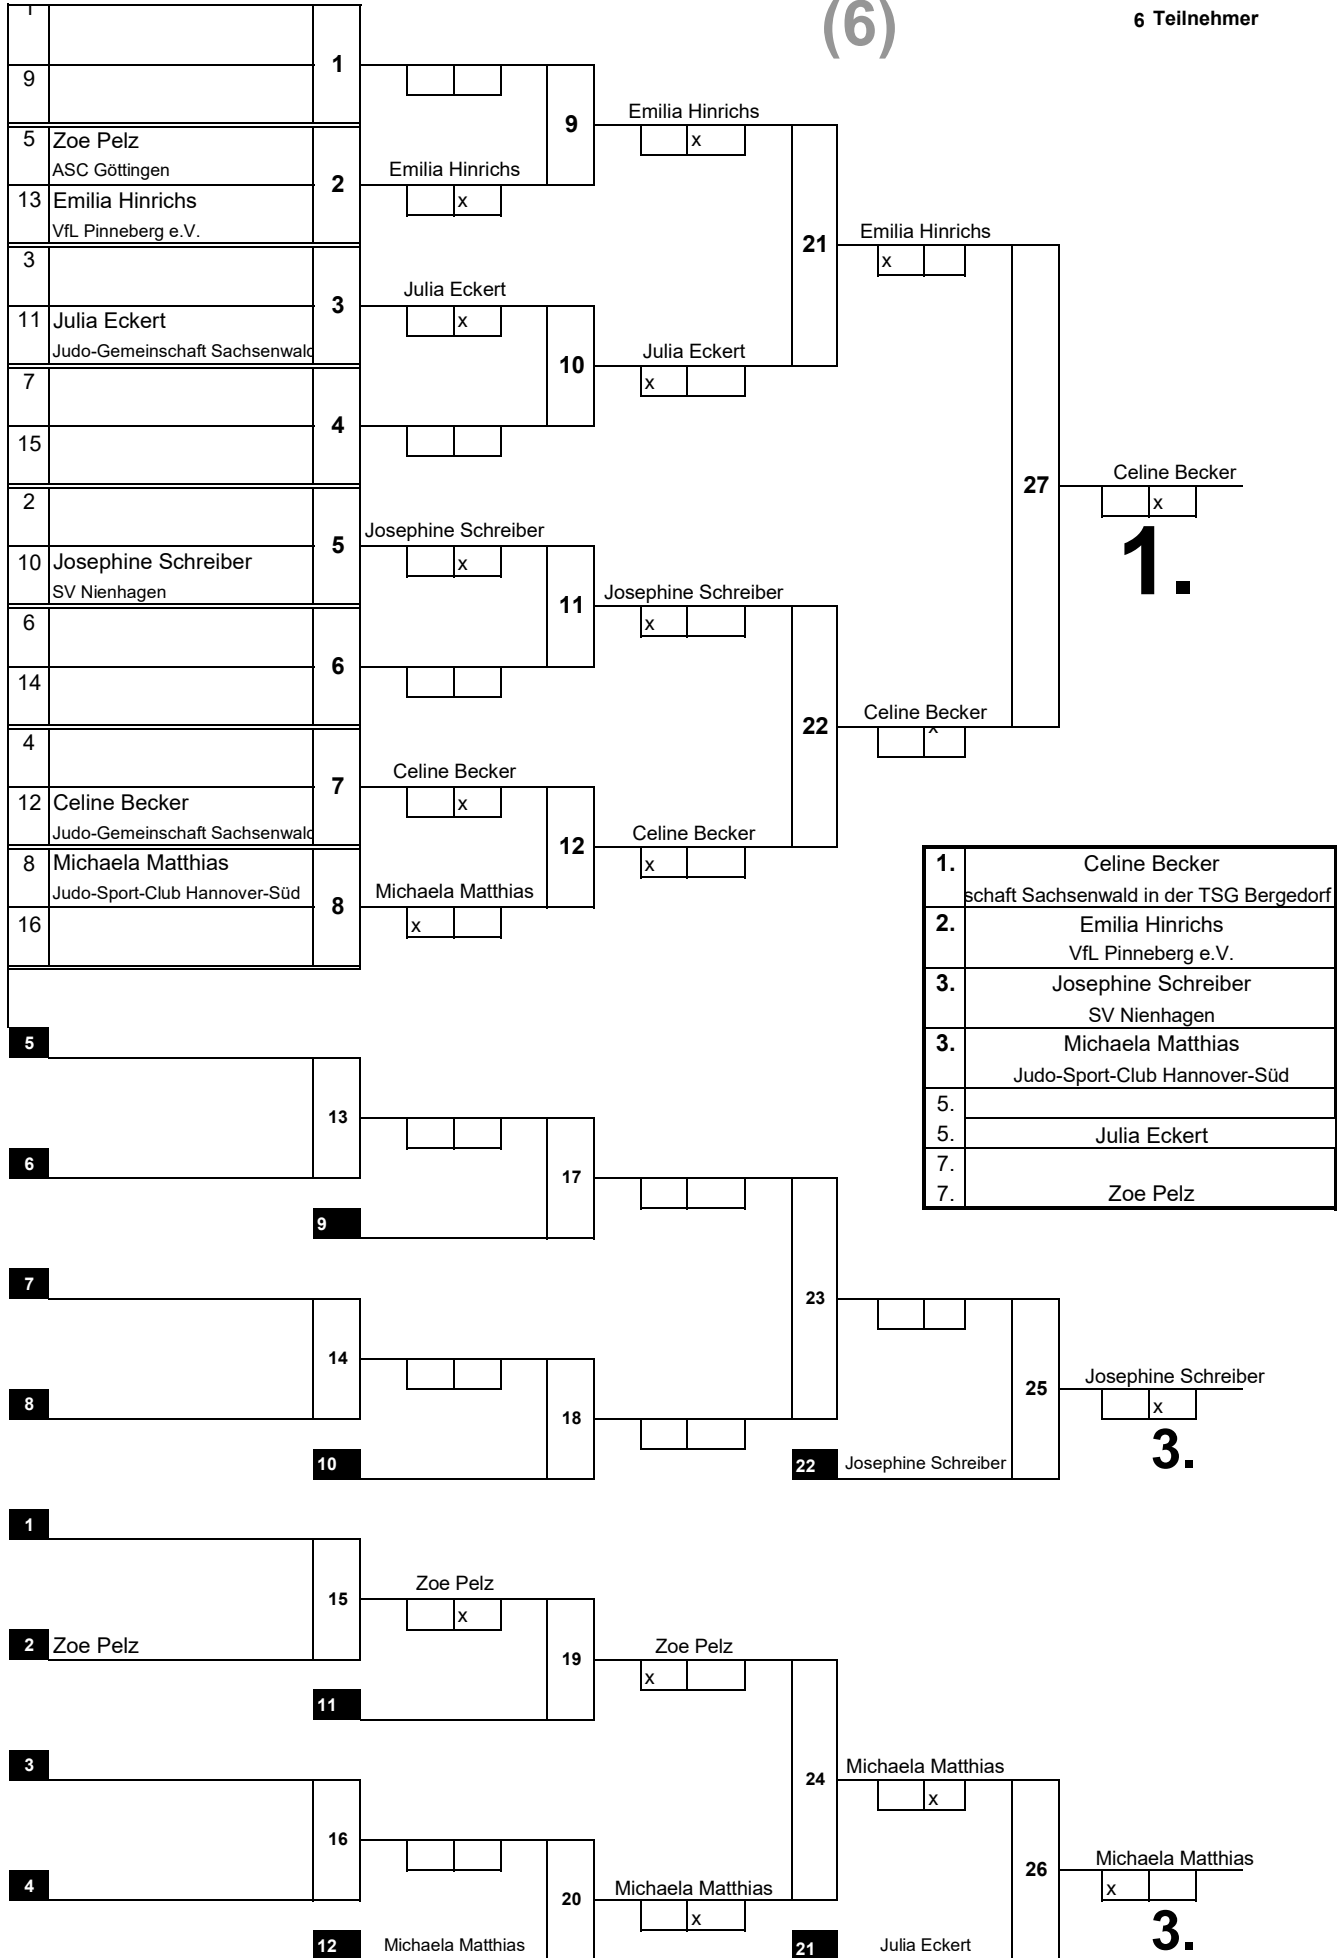 (6)
6 Teilnehmer
1
1
9
9
Emilia Hinrichs
x
5 Zoe Pelz
ASC Göttingen
2
Emilia Hinrichs
x
13 Emilia Hinrichs
VfL Pinneberg e.V.
21
Emilia Hinrichs
x
3
3
Julia Eckert
x
11 Julia Eckert
Judo-Gemeinschaft Sachsenwald
10
Julia Eckert
x
7
4
15
27
Celine Becker
x
1.
2
5
Josephine Schreiber
x
10 Josephine Schreiber
SV Nienhagen
11
Josephine Schreiber
x
6
6
14
22
Celine Becker
x
4
7
Celine Becker
x
12 Celine Becker
Judo-Gemeinschaft Sachsenwald
12
Celine Becker
x
8 Michaela Matthias
Judo-Sport-Club Hannover-Süd
8
Michaela Matthias
x
16
1. Celine Becker
schaft Sachsenwald in der TSG Bergedorf
2. Emilia Hinrichs
VfL Pinneberg e.V.
3. Josephine Schreiber
SV Nienhagen
3. Michaela Matthias
Judo-Sport-Club Hannover-Süd
5.
5. Julia Eckert
7.
7. Zoe Pelz
5
13
6
17
9
7
23
14
8
18
10
25
Josephine Schreiber
x
3.
22 Josephine Schreiber
1
15
Zoe Pelz
x
2 Zoe Pelz
19
Zoe Pelz
x
11
3
24
Michaela Matthias
x
16
4
20
Michaela Matthias
x
26
Michaela Matthias
x
3.
12 Michaela Matthias
21 Julia Eckert